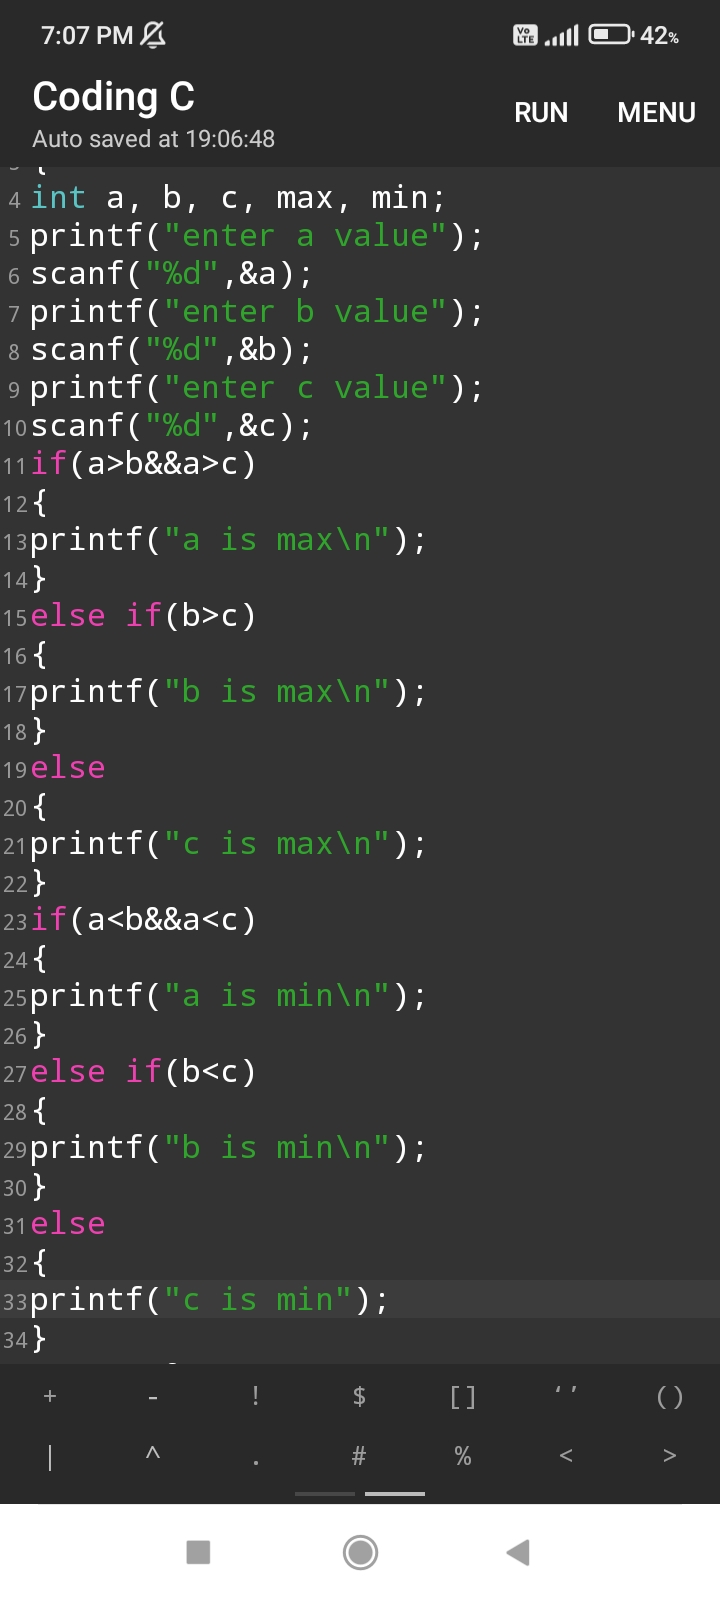 7:07 PM Vo LTE 42%
Coding C
RUN MENU
Auto saved at 19:06:48
{
4 int a, b, c, max, min;
5 printf("enter a value");
6 scanf("%d",&a);
7 printf("enter b value");
8 scanf("%d",&b);
9 printf("enter c value");
10 scanf("%d",&c);
11 if(a>b&&a>c)
12 {
13 printf("a is max\n");
14 }
15 else if(b>c)
16 {
17 printf("b is max\n");
18 }
19 else
20 {
21 printf("c is max\n");
22 }
23 if(a<b&&a<c)
24 {
25 printf("a is min\n");
26 }
27 else if(b<c)
28 {
29 printf("b is min\n");
30 }
31 else
32 {
33 printf("c is min");
34 }
+ - ! $ [] ‘’ ()
| ^ . # % < >